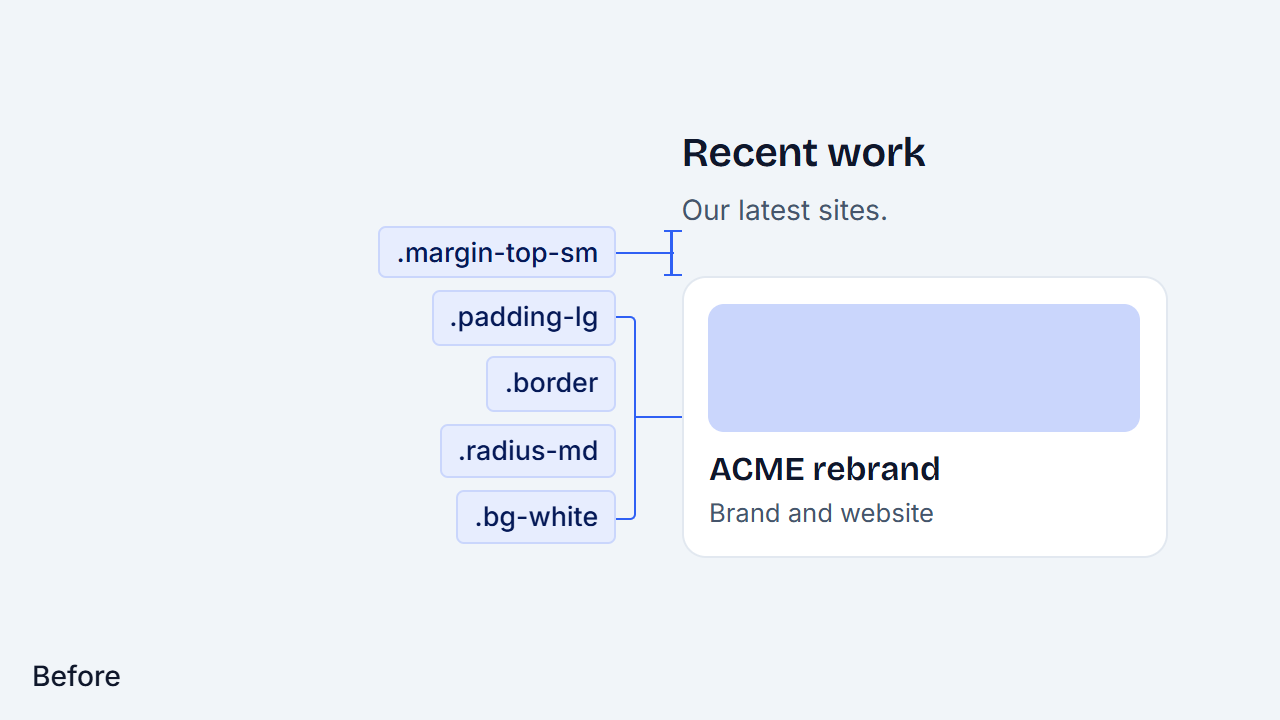 Recent work
Our latest sites.
.margin-top-sm
.padding-lg
.border
.radius-md
.bg-white
ACME rebrand
Brand and website
Before